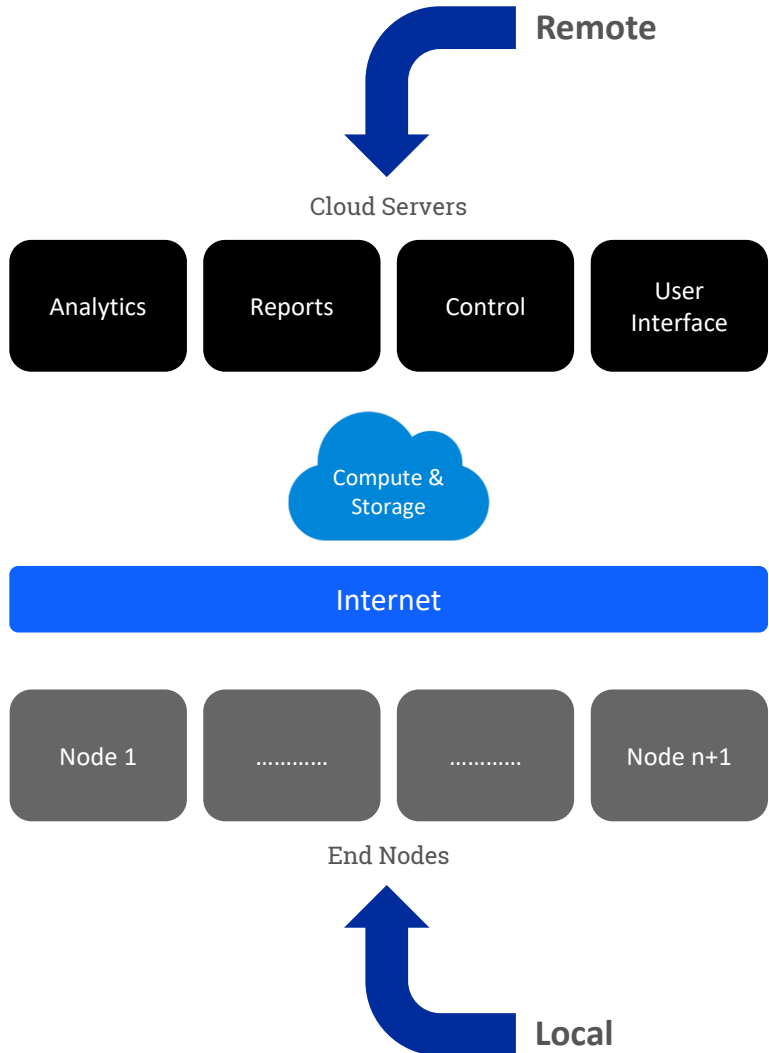 Remote
Cloud Servers
Analytics
Reports
Control
User
Interface
Compute &
Storage
Internet
Node 1
............
............
Node n+1
End Nodes
Local